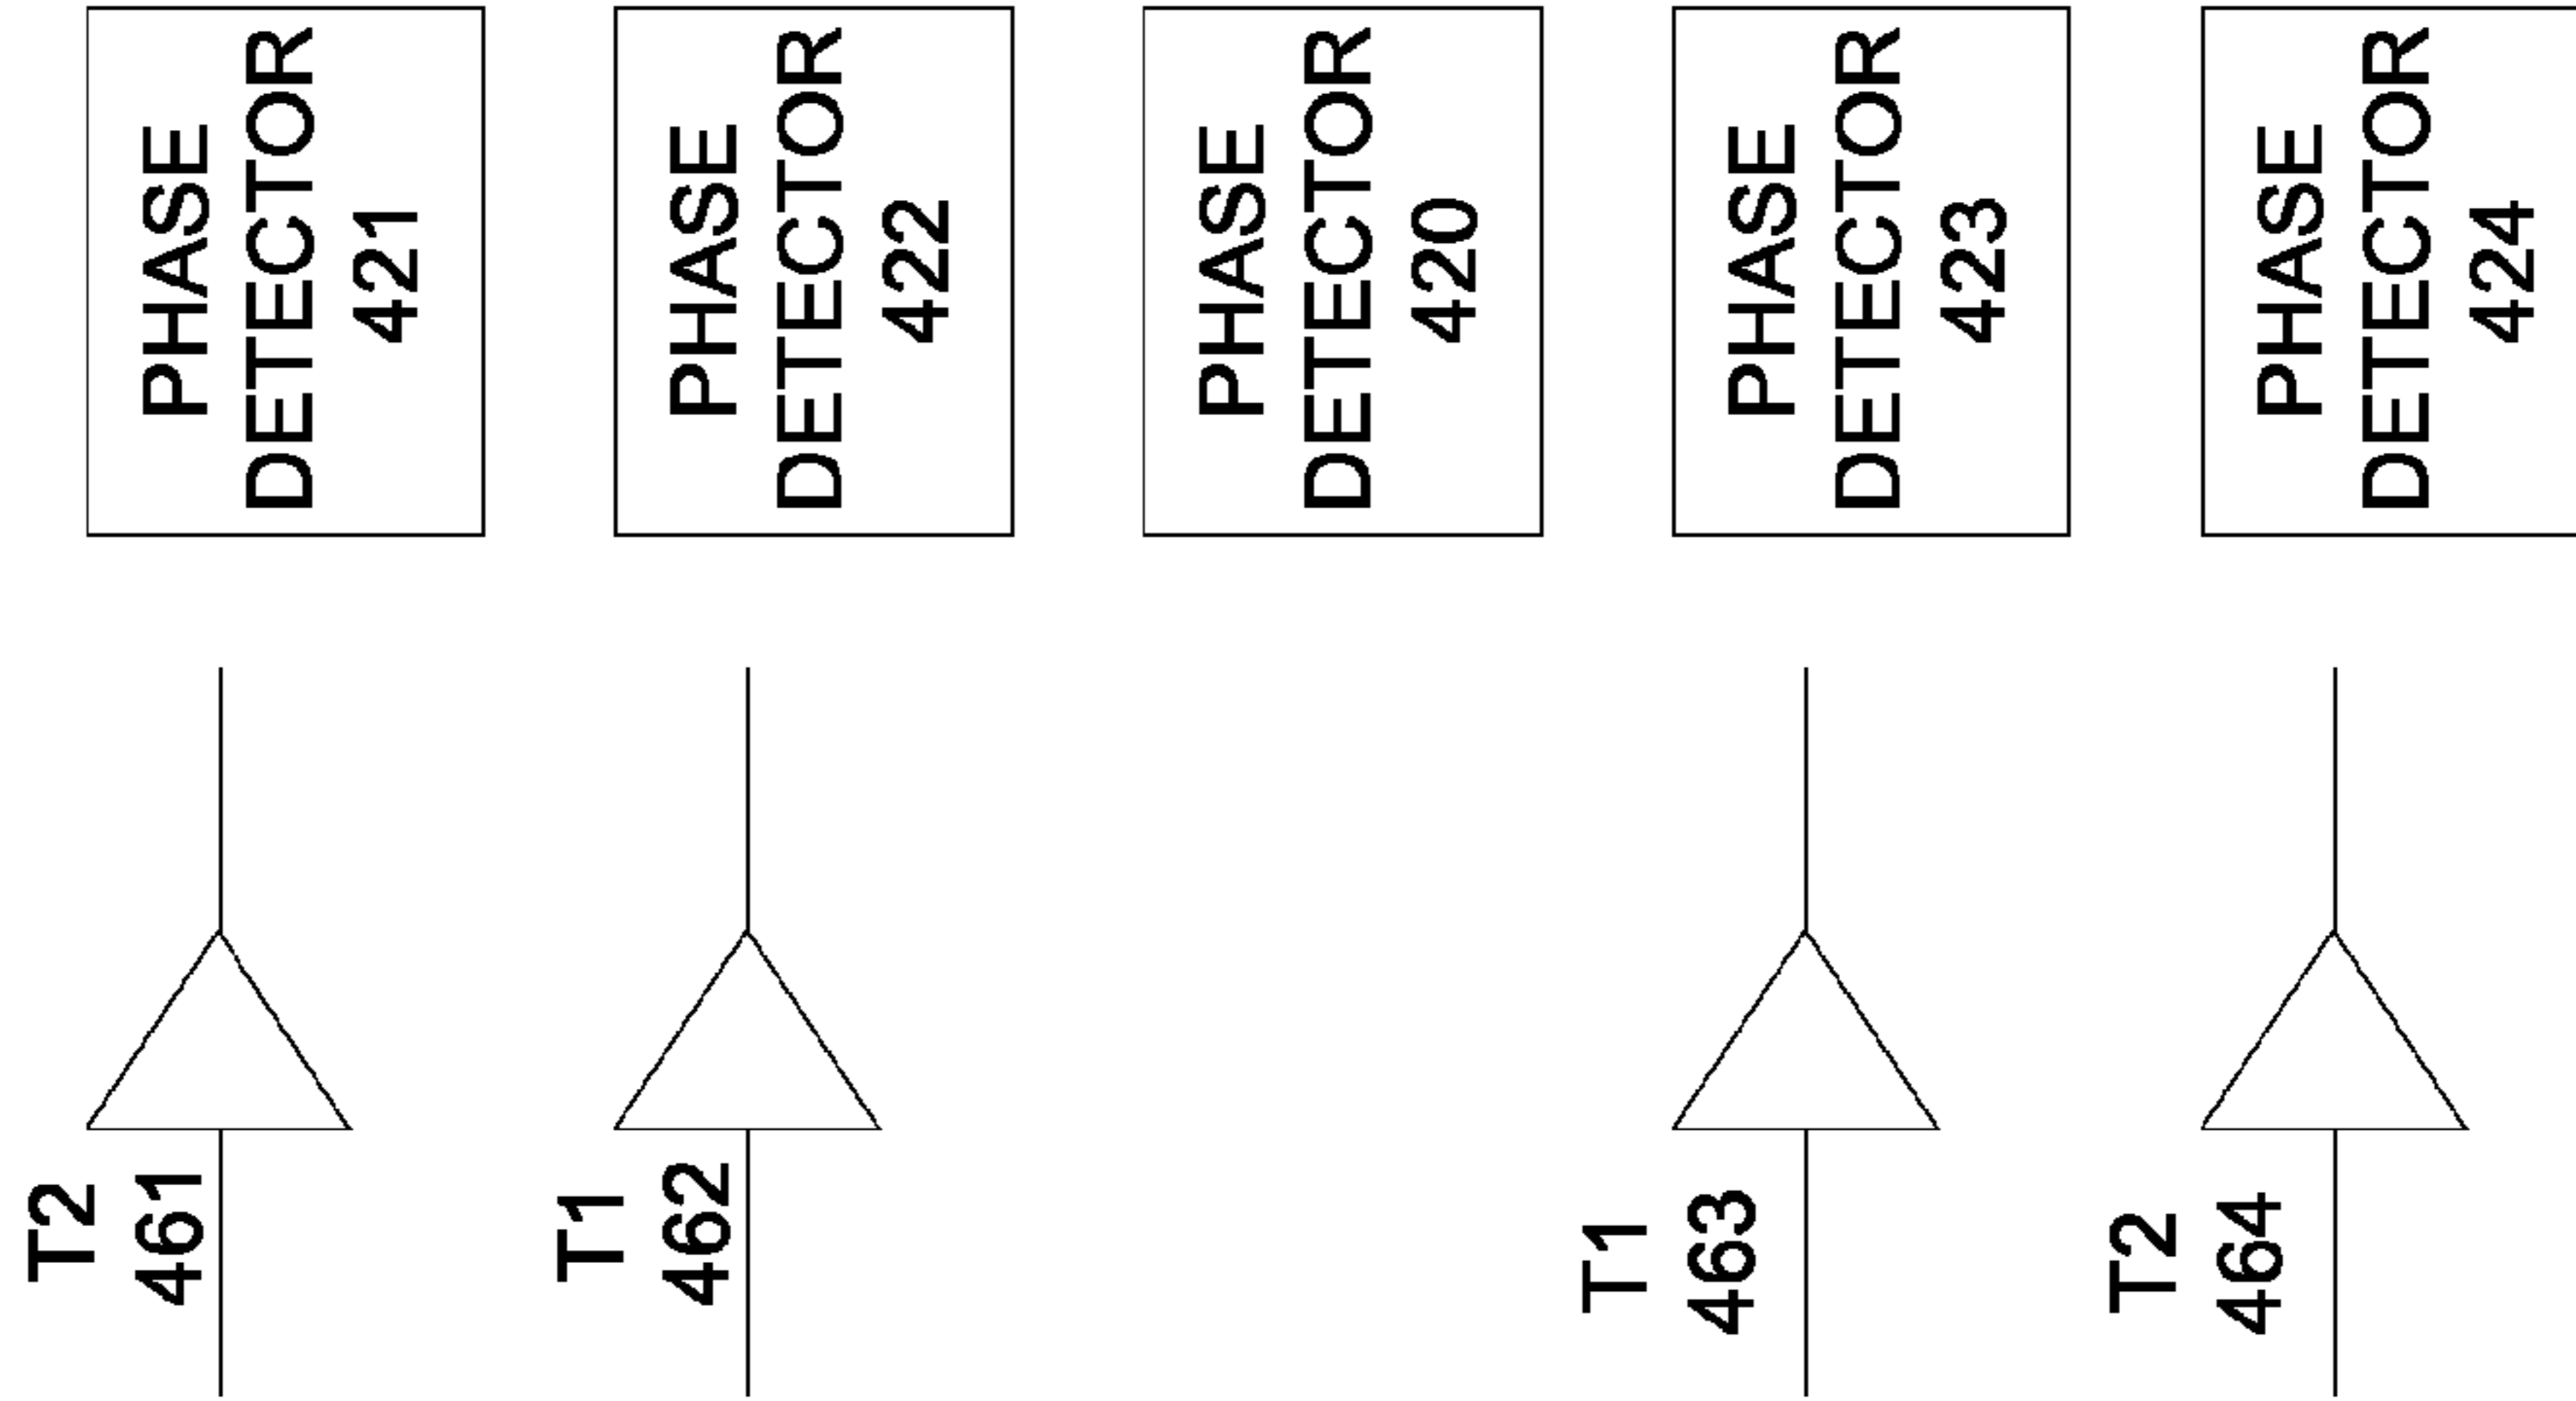 PHASE
DETECTOR
421
PHASE
DETECTOR
422
PHASE
DETECTOR
420
PHASE
DETECTOR
423
PHASE
DETECTOR
424
T2
461
T1
462
T1
463
T2
464